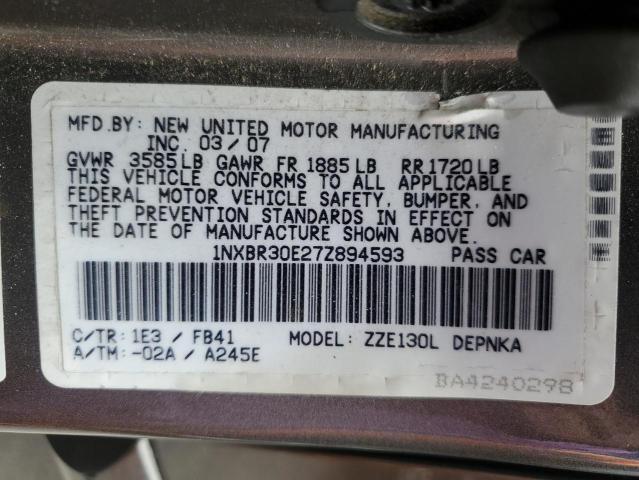 MFD.BY: NEW UNITED MOTOR MANUFACTURING
INC. 03/07
GVWR 3585LB GAWR FR 1885LB RR1720LB
THIS VEHICLE CONFORMS TO ALL APPLICABLE
FEDERAL MOTOR VEHICLE SAFETY, BUMPER, AND
THEFT PREVENTION STANDARDS IN EFFECT ON
THE DATE OF MANUFACTURE SHOWN ABOVE.
1NXBR30E27Z894593 PASS CAR
C/TR: 1E3 / FB41 MODEL: ZZE130L DEPNKA
A/TM: -02A / A245E
BA4240298